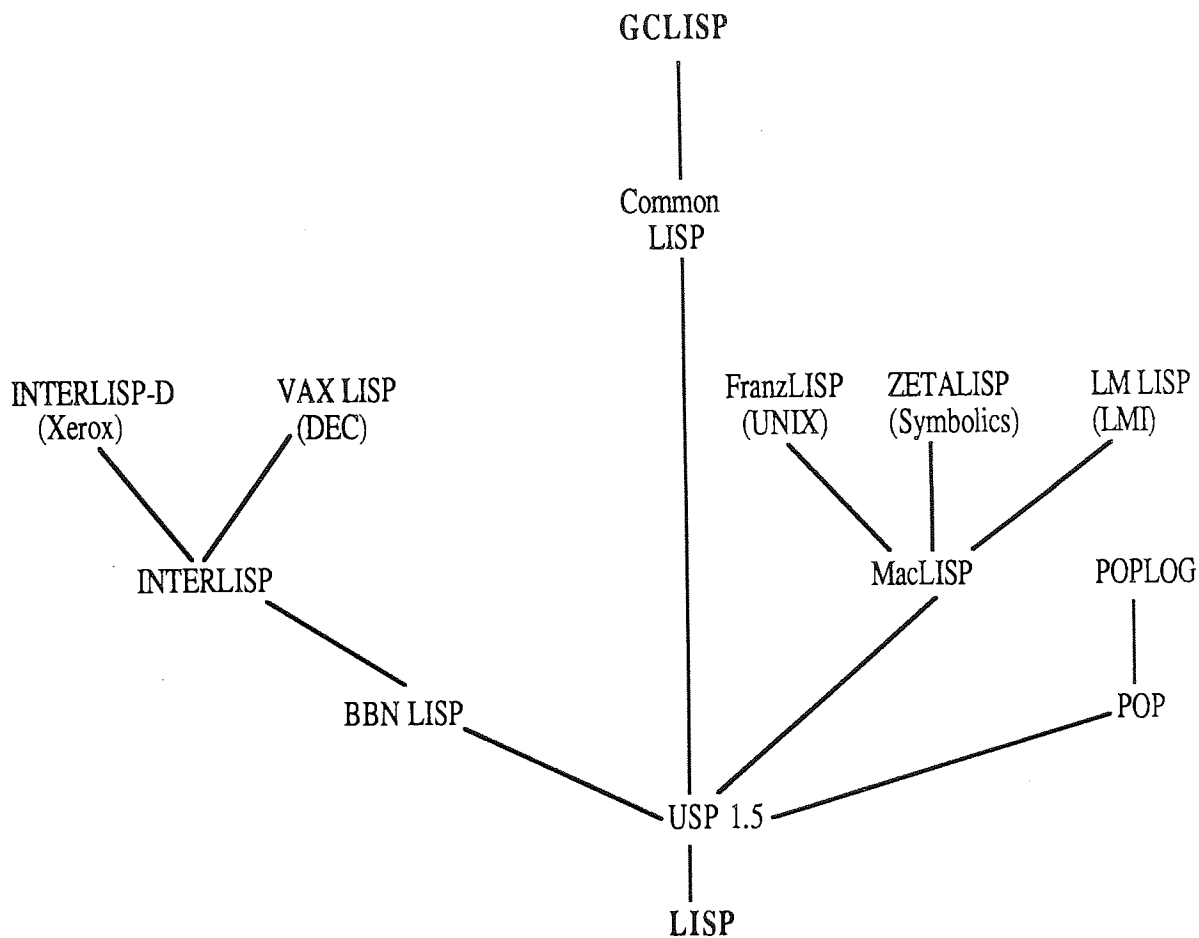 GCLISP
Common
LISP
INTERLISP-D
(Xerox)
VAX LISP
(DEC)
FranzLISP
(UNIX)
ZETALISP
(Symbolics)
LM LISP
(LMI)
INTERLISP
MacLISP
POPLOG
BBN LISP
POP
USP 1.5
LISP